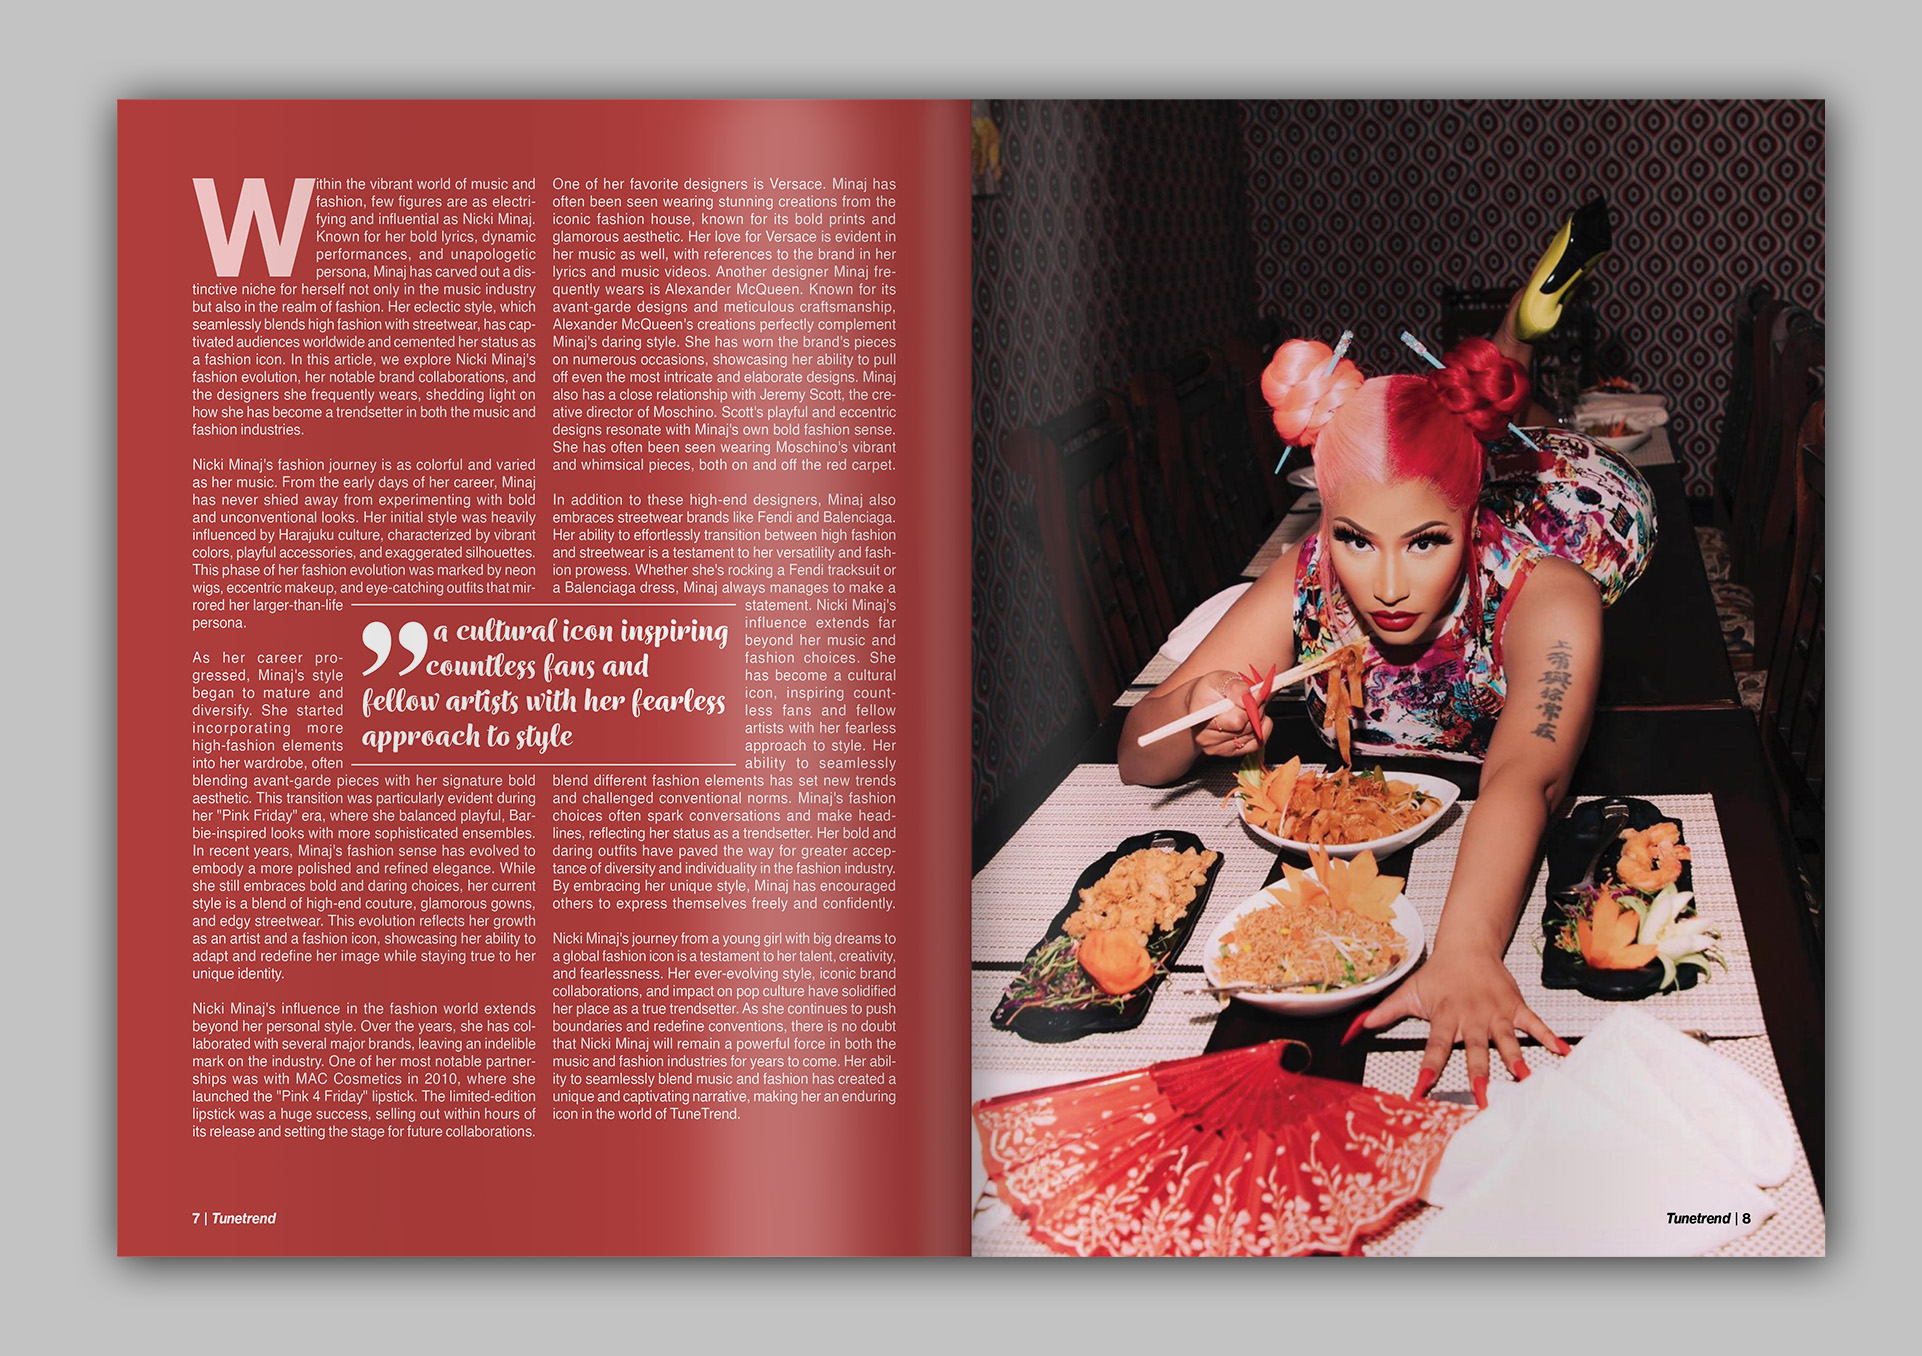 Within the vibrant world of music and
fashion, few figures are as electri-
fying and influential as Nicki Minaj.
Known for her bold lyrics, dynamic
performances, and unapologetic
persona, Minaj has carved out a dis-
tinctive niche for herself not only in the music industry
but also in the realm of fashion. Her eclectic style, which
seamlessly blends high fashion with streetwear, has cap-
tivated audiences worldwide and cemented her status as
a fashion icon. In this article, we explore Nicki Minaj's
fashion evolution, her notable brand collaborations, and
the designers she frequently wears, shedding light on
how she has become a trendsetter in both the music and
fashion industries.
Nicki Minaj's fashion journey is as colorful and varied
as her music. From the early days of her career, Minaj
has never shied away from experimenting with bold
and unconventional looks. Her initial style was heavily
influenced by Harajuku culture, characterized by vibrant
colors, playful accessories, and exaggerated silhouettes.
This phase of her fashion evolution was marked by neon
wigs, eccentric makeup, and eye-catching outfits that mir-
rored her larger-than-life
persona.
As her career pro-
gressed, Minaj's style
began to mature and
diversify. She started
incorporating more
high-fashion elements
into her wardrobe, often
blending avant-garde pieces with her signature bold
aesthetic. This transition was particularly evident during
her "Pink Friday" era, where she balanced playful, Bar-
bie-inspired looks with more sophisticated ensembles.
In recent years, Minaj's fashion sense has evolved to
embody a more polished and refined elegance. While
she still embraces bold and daring choices, her current
style is a blend of high-end couture, glamorous gowns,
and edgy streetwear. This evolution reflects her growth
as an artist and a fashion icon, showcasing her ability to
adapt and redefine her image while staying true to her
unique identity.
Nicki Minaj's influence in the fashion world extends
beyond her personal style. Over the years, she has col-
laborated with several major brands, leaving an indelible
mark on the industry. One of her most notable partner-
ships was with MAC Cosmetics in 2010, where she
launched the "Pink 4 Friday" lipstick. The limited-edition
lipstick was a huge success, selling out within hours of
its release and setting the stage for future collaborations.
One of her favorite designers is Versace. Minaj has
often been seen wearing stunning creations from the
iconic fashion house, known for its bold prints and
glamorous aesthetic. Her love for Versace is evident in
her music as well, with references to the brand in her
lyrics and music videos. Another designer Minaj fre-
quently wears is Alexander McQueen. Known for its
avant-garde designs and meticulous craftsmanship,
Alexander McQueen's creations perfectly complement
Minaj's daring style. She has worn the brand's pieces
on numerous occasions, showcasing her ability to pull
off even the most intricate and elaborate designs. Minaj
also has a close relationship with Jeremy Scott, the cre-
ative director of Moschino. Scott's playful and eccentric
designs resonate with Minaj's own bold fashion sense.
She has often been seen wearing Moschino's vibrant
and whimsical pieces, both on and off the red carpet.
In addition to these high-end designers, Minaj also
embraces streetwear brands like Fendi and Balenciaga.
Her ability to effortlessly transition between high fashion
and streetwear is a testament to her versatility and fash-
ion prowess. Whether she's rocking a Fendi tracksuit or
a Balenciaga dress, Minaj always manages to make a
statement. Nicki Minaj's
influence extends far
beyond her music and
fashion choices. She
has become a cultural
icon, inspiring count-
less fans and fellow
artists with her fearless
approach to style. Her
ability to seamlessly
blend different fashion elements has set new trends
and challenged conventional norms. Minaj's fashion
choices often spark conversations and make head-
lines, reflecting her status as a trendsetter. Her bold and
daring outfits have paved the way for greater accep-
tance of diversity and individuality in the fashion industry.
By embracing her unique style, Minaj has encouraged
others to express themselves freely and confidently.
Nicki Minaj's journey from a young girl with big dreams to
a global fashion icon is a testament to her talent, creativity,
and fearlessness. Her ever-evolving style, iconic brand
collaborations, and impact on pop culture have solidified
her place as a true trendsetter. As she continues to push
boundaries and redefine conventions, there is no doubt
that Nicki Minaj will remain a powerful force in both the
music and fashion industries for years to come. Her abil-
ity to seamlessly blend music and fashion has created a
unique and captivating narrative, making her an enduring
icon in the world of TuneTrend.
”a cultural icon inspiring
countless fans and
fellow artists with her fearless
approach to style
7 | Tunetrend
上有興
徐常在
Tunetrend | 8